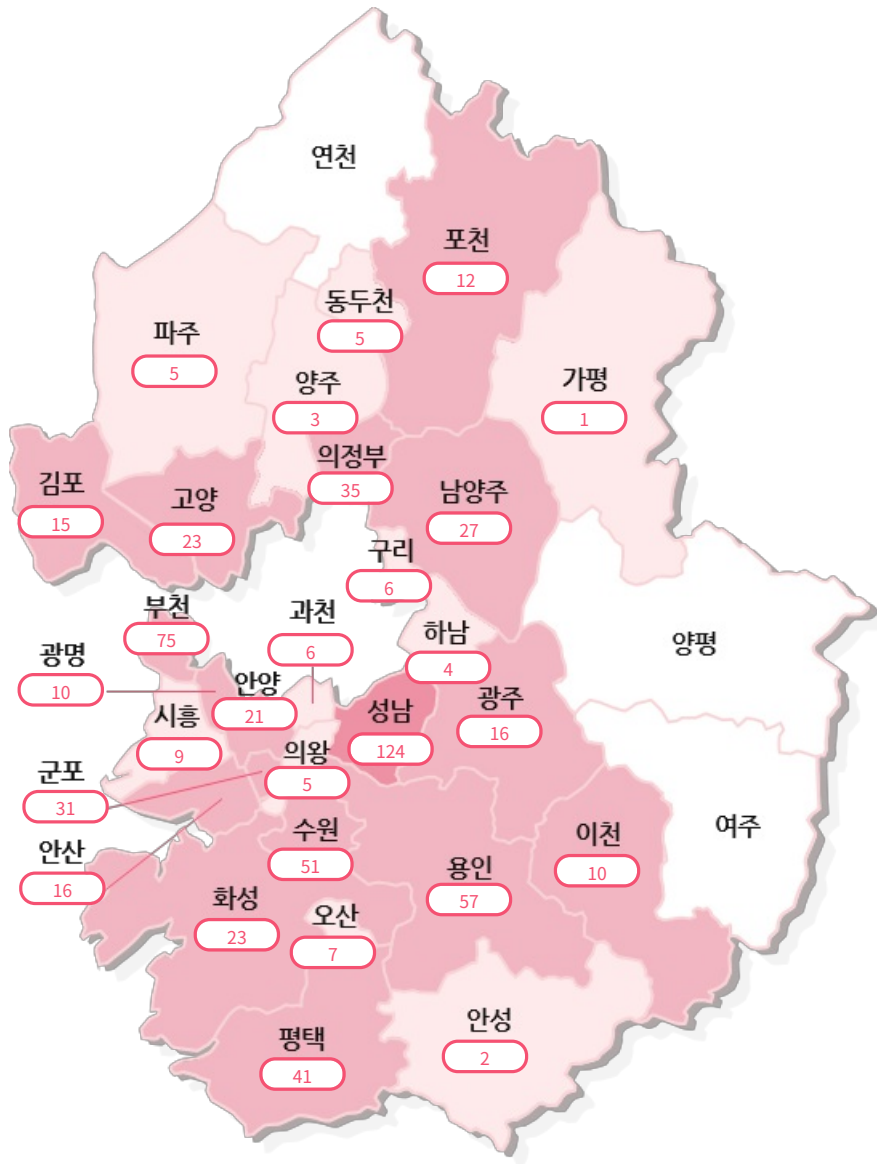 연천
포천
12
동두천
5
파주
5
양주
3
가평
1
의정부
35
김포
15
고양
23
남양주
27
구리
6
부천
75
과천
6
하남
4
양평
광명
10
안양
21
시흥
9
성남
124
광주
16
의왕
5
군포
31
수원
51
이천
10
여주
안산
16
화성
23
용인
57
오산
7
안성
2
평택
41